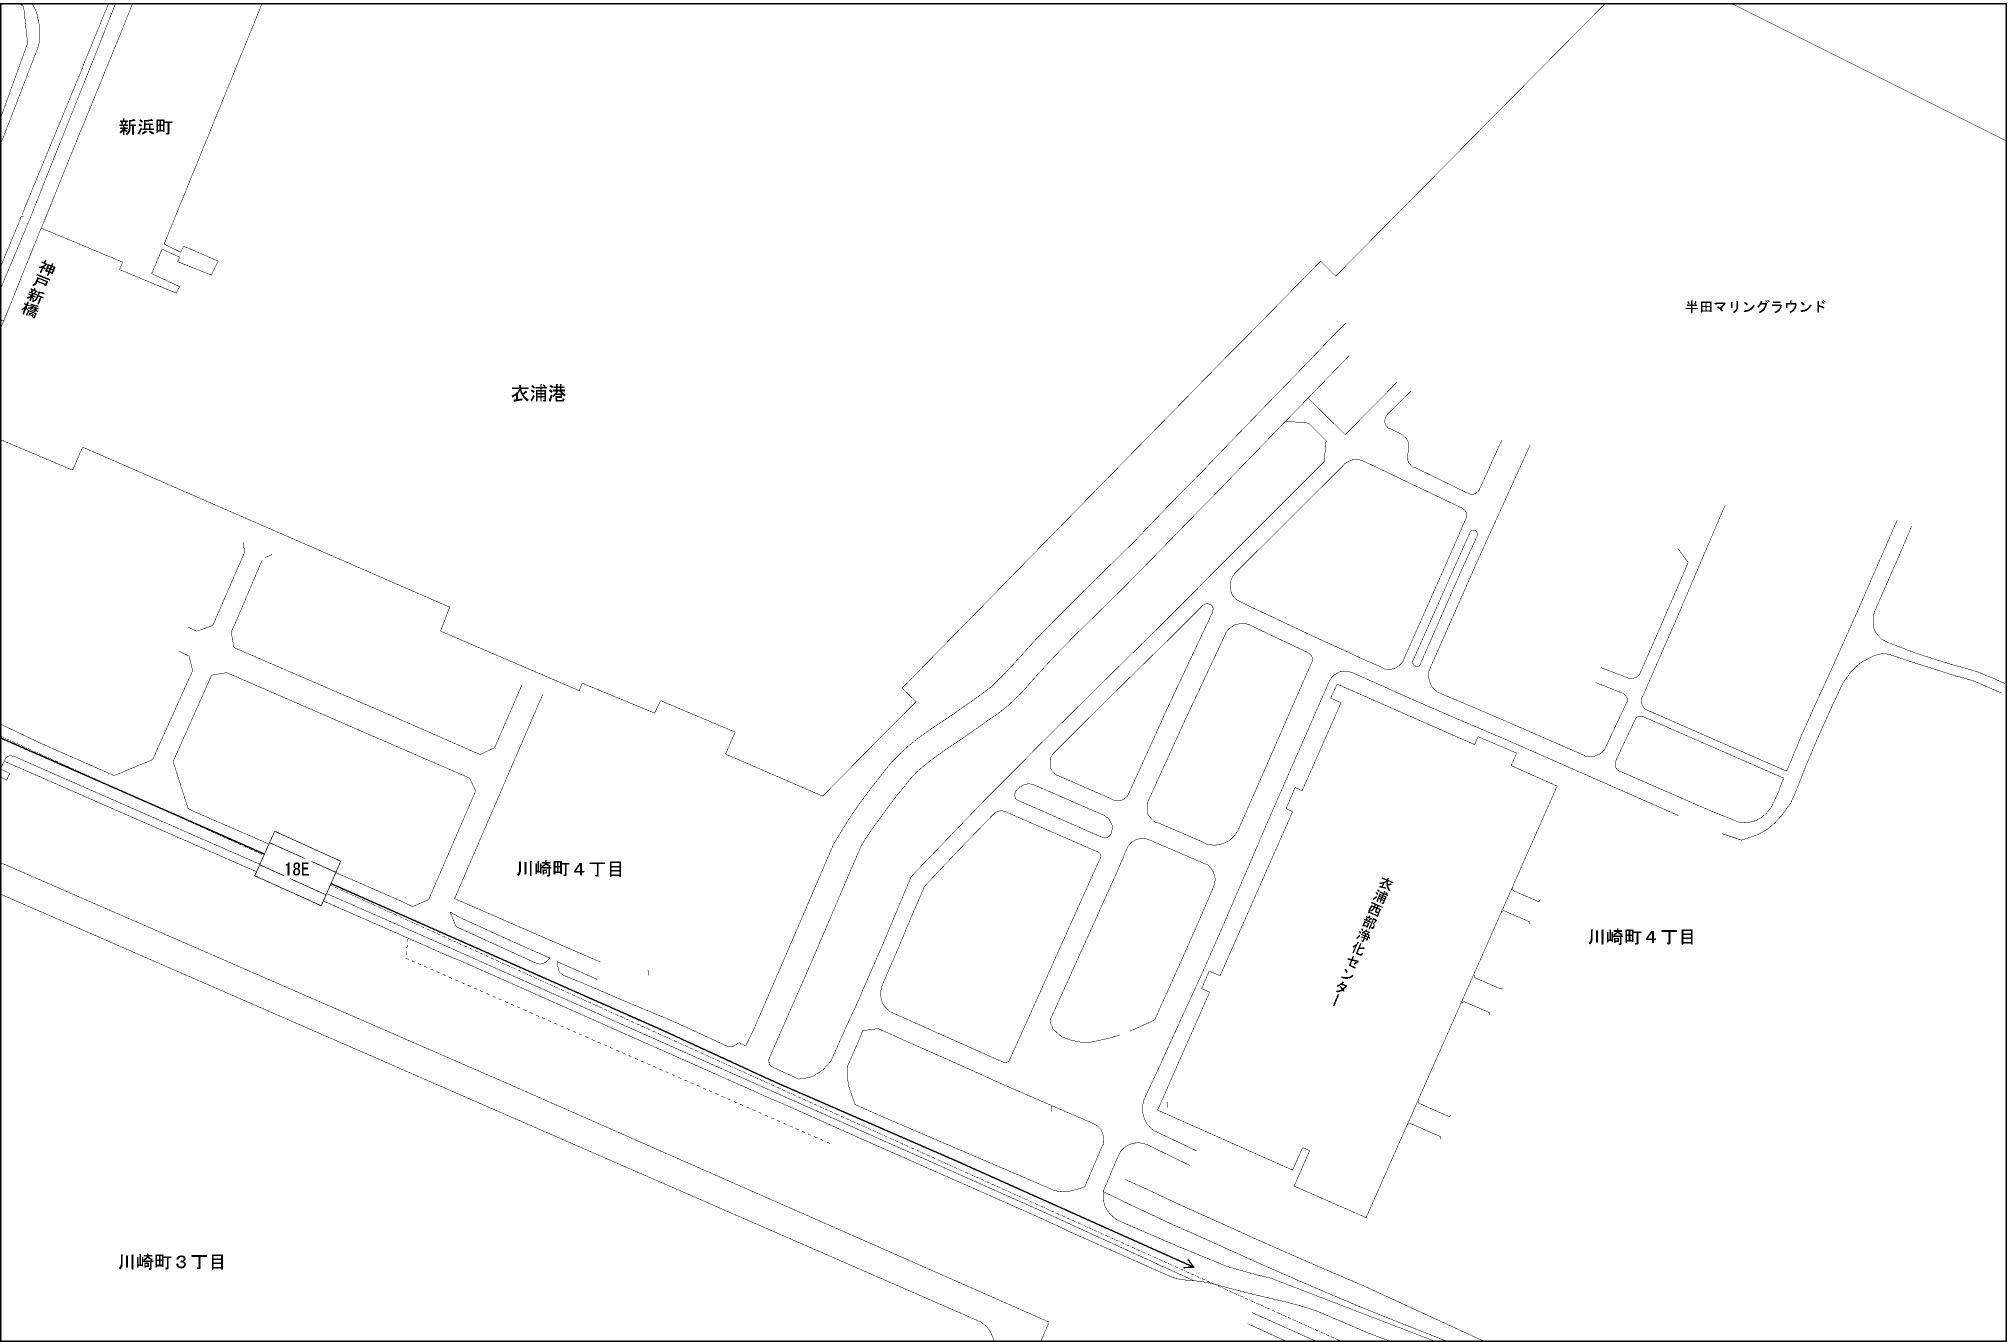 新浜町
神戸新橋
半田マリングラウンド
衣浦港
18E
川崎町４丁目
衣浦西部浄化センター
川崎町４丁目
川崎町３丁目